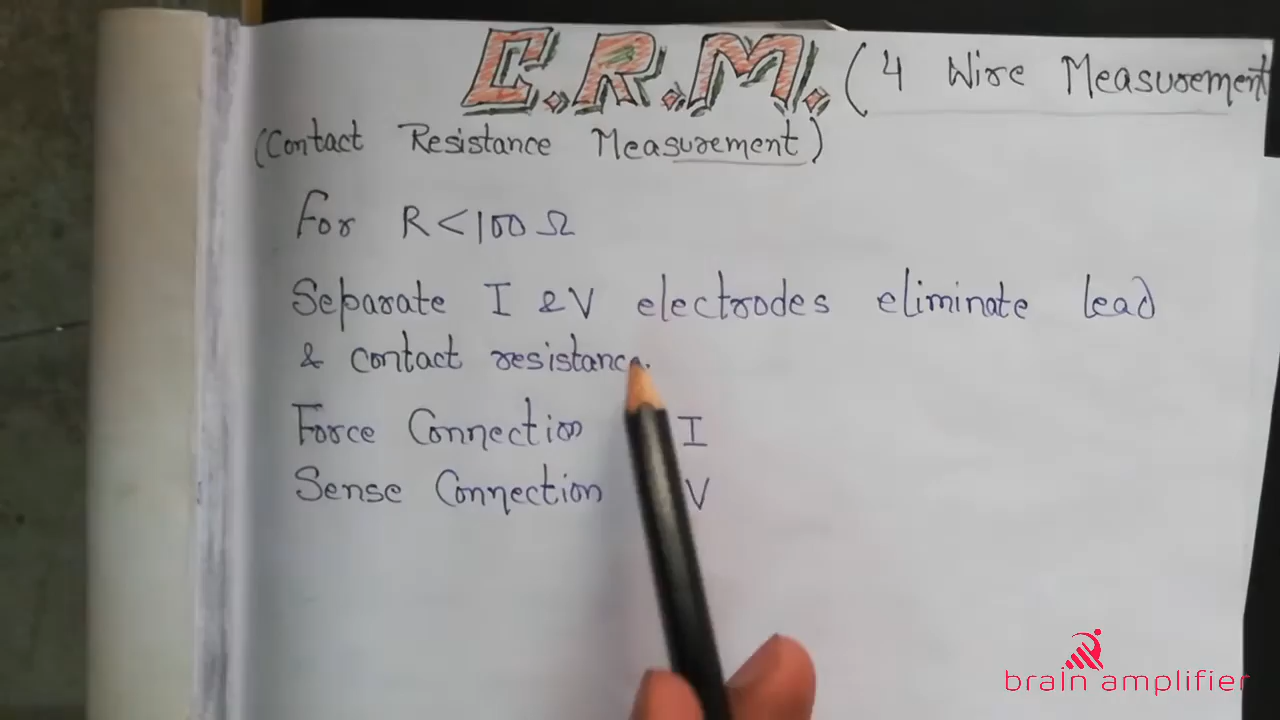 C.R.M. (4 Wire Measurement
(Contact Resistance Measurement)
For R < 100 Ω
Separate I & V electrodes eliminate lead
& contact resistance.
Force Connection I
Sense Connection V
brain amplifier